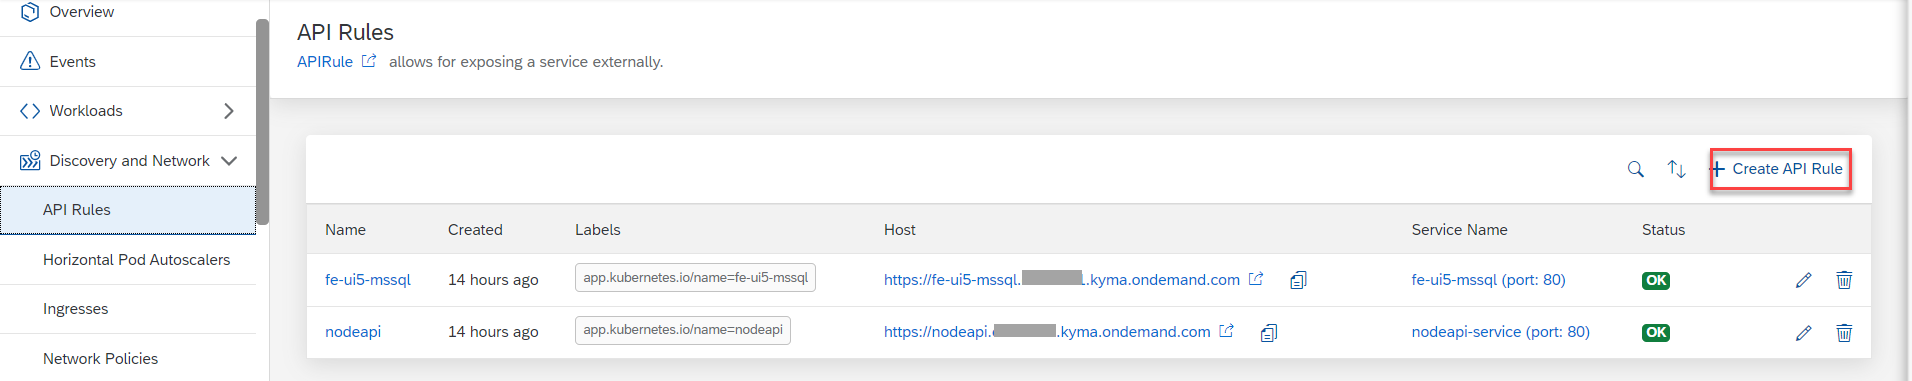 Overview
Events
Workloads
Discovery and Network
API Rules
Horizontal Pod Autoscalers
Ingresses
Network Policies
API Rules
APIRule allows for exposing a service externally.
Create API Rule
Name Created Labels Host Service Name Status
fe-ui5-mssql 14 hours ago app.kubernetes.io/name=fe-ui5-mssql https://fe-ui5-mssql. .kyma.ondemand.com fe-ui5-mssql (port: 80) OK
nodeapi 14 hours ago app.kubernetes.io/name=nodeapi https://nodeapi. .kyma.ondemand.com nodeapi-service (port: 80) OK